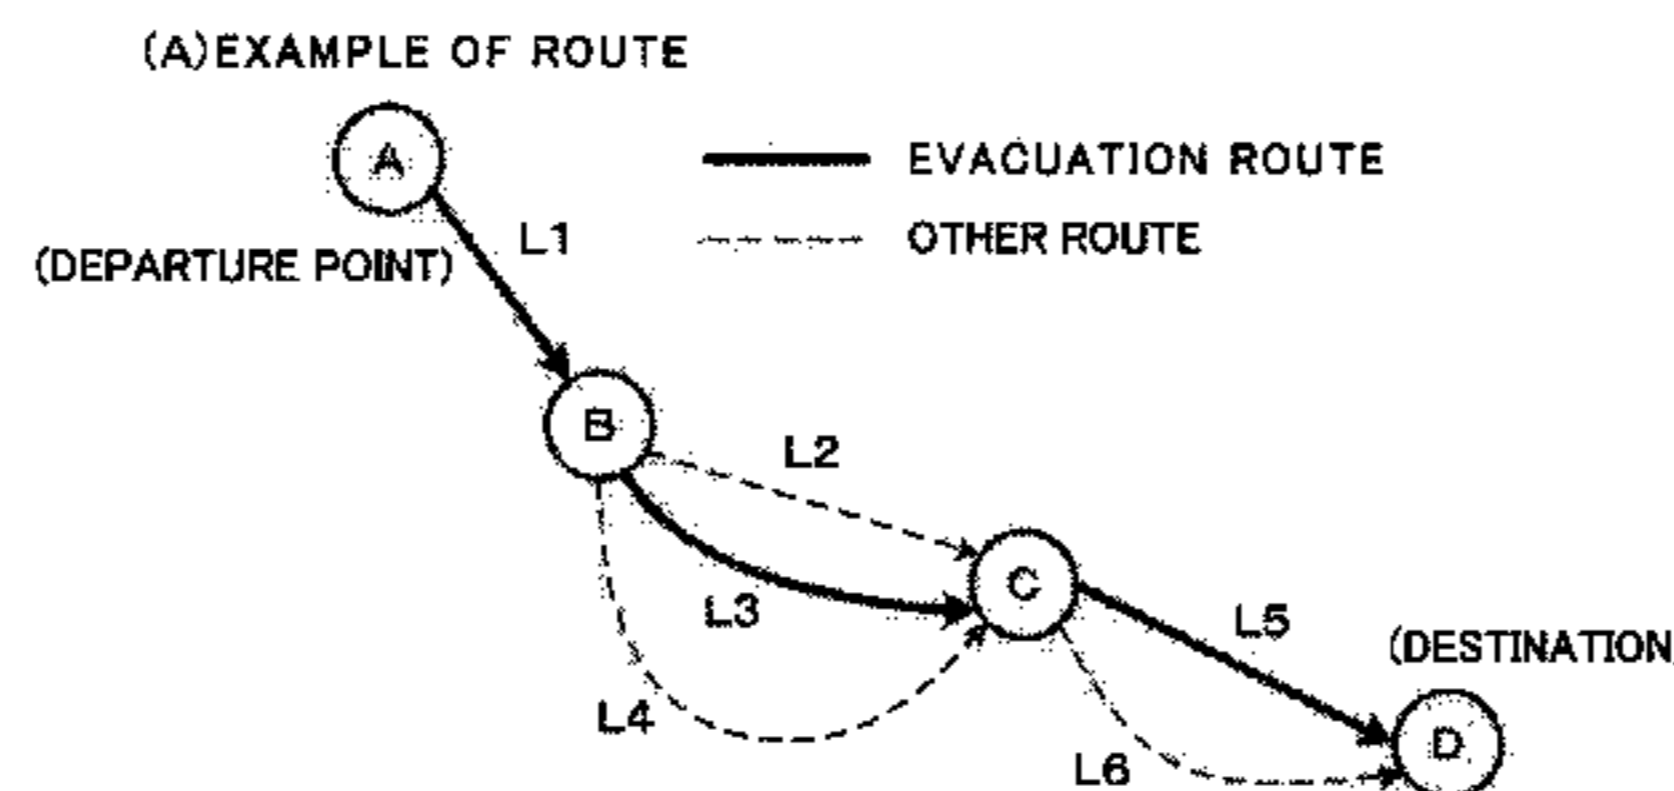 (A)EXAMPLE OF ROUTE
A
EVACUATION ROUTE
L1
OTHER ROUTE
(DEPARTURE POINT)
B
L2
C
L3
L5
(DESTINATION
L4
D
L6